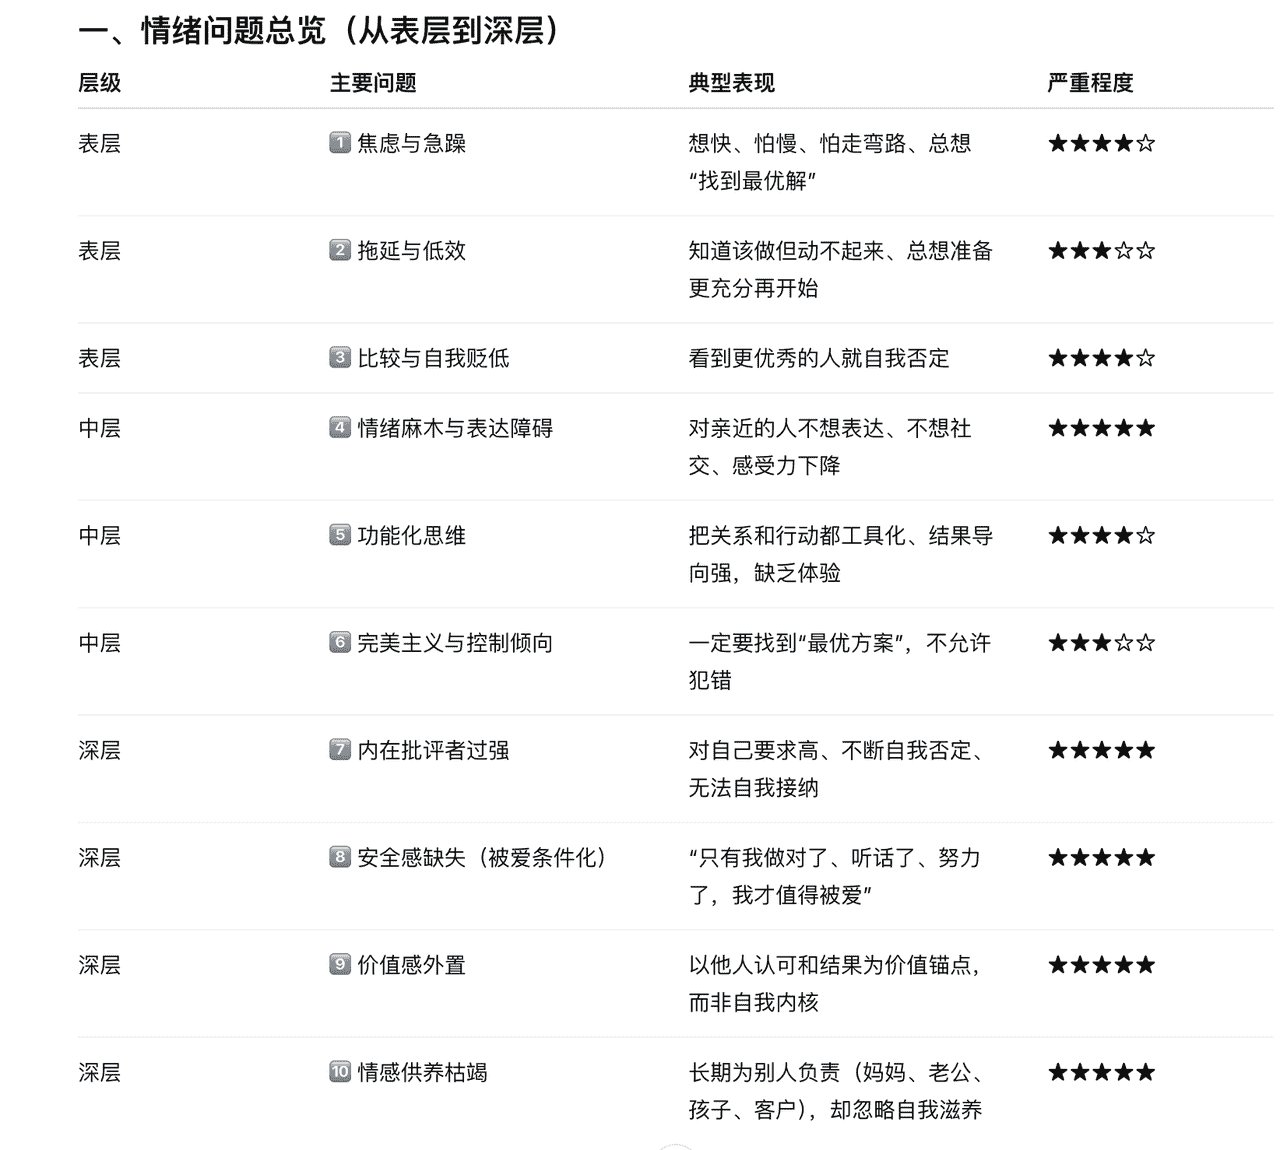 一、情绪问题总览（从表层到深层）
层级 主要问题 典型表现 严重程度
表层 1️⃣ 焦虑与急躁 想快、怕慢、怕走弯路、总想 ★★★★☆
“找到最优解”
表层 2️⃣ 拖延与低效 知道该做但动不起来、总想准备 ★★★☆☆
更充分再开始
表层 3️⃣ 比较与自我贬低 看到更优秀的人就自我否定 ★★★★☆
中层 4️⃣ 情绪麻木与表达障碍 对亲近的人不想表达、不想社 ★★★★★
交、感受力下降
中层 5️⃣ 功能化思维 把关系和行动都工具化、结果导 ★★★★☆
向强，缺乏体验
中层 6️⃣ 完美主义与控制倾向 一定要找到“最优方案”，不允许 ★★★☆☆
犯错
深层 7️⃣ 内在批评者过强 对自己要求高、不断自我否定、 ★★★★★
无法自我接纳
深层 8️⃣ 安全感缺失（被爱条件化） “只有我做对了、听话了、努力 ★★★★★
了，我才值得被爱”
深层 9️⃣ 价值感外置 以他人认可和结果为价值锚点， ★★★★★
而非自我内核
深层 🔟 情感供养枯竭 长期为别人负责（妈妈、老公、 ★★★★★
孩子、客户），却忽略自我滋养